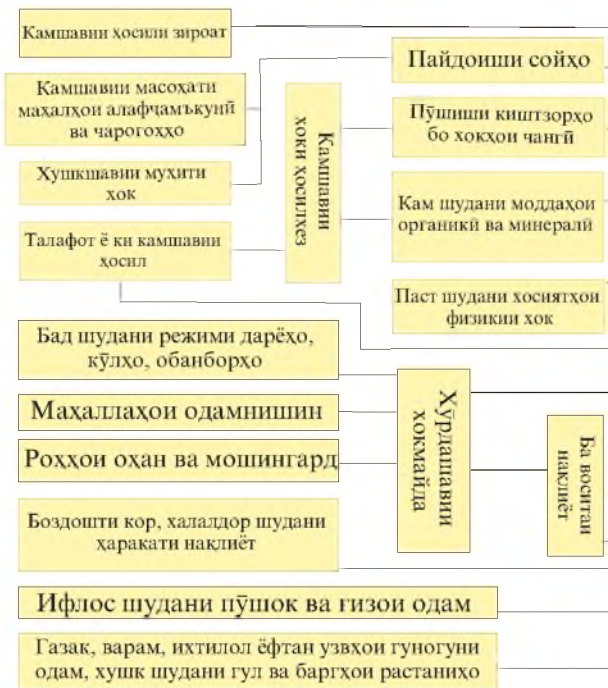 Камшавии ҳосили зироат
Камшавии масоҳати
маҳалҳои алафҷамъкунӣ
ва чарогоҳҳо
Хушкшавии муҳити
хок
Талафот ё ки камшавии
ҳосил
Камшавии
хоки ҳосилхез
Пайдоиши сойҳо
Пӯшиши киштзорҳо
бо хокҳои чангӣ
Кам шудани моддаҳои
органикӣ ва минералӣ
Паст шудани хосиятҳои
физикии хок
Бад шудани режими дарёҳо,
кӯлҳо, обанборҳо
Маҳаллаҳои одамнишин
Роҳҳои оҳан ва мошингард
Боздошти кор, халалдор шудани
ҳаракати нақлиёт
Хӯрдашавии
хокмайда
Ба воситаи
нақлиёт
Ифлос шудани пӯшок ва ғизои одам
Газак, варам, ихтилол ёфтан узвҳои гуногуни
одам, хушк шудани гул ва баргҳои растаниҳо